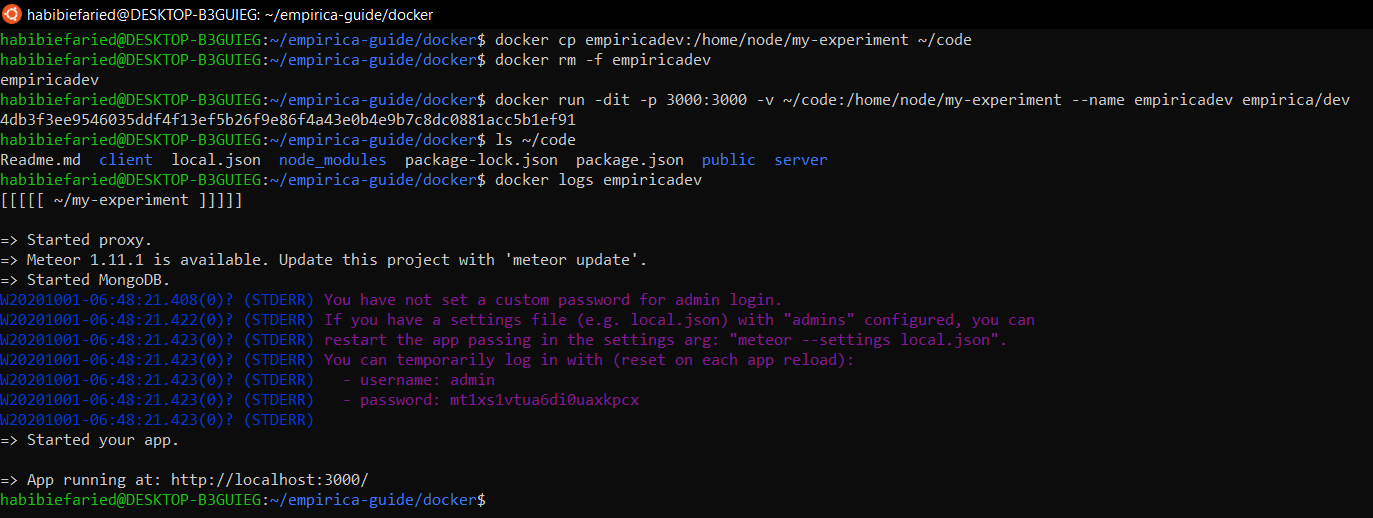 habibiefaried@DESKTOP-B3GUIEG: ~/empirica-guide/docker
habibiefaried@DESKTOP-B3GUIEG:~/empirica-guide/docker$ docker cp empiricadev:/home/node/my-experiment ~/code
habibiefaried@DESKTOP-B3GUIEG:~/empirica-guide/docker$ docker rm -f empiricadev
empiricadev
habibiefaried@DESKTOP-B3GUIEG:~/empirica-guide/docker$ docker run -dit -p 3000:3000 -v ~/code:/home/node/my-experiment --name empiricadev empirica/dev
4db3f3ee9546035ddf4f13ef5b26f9e86f4a43e0b4e9b7c8dc0881acc5b1ef91
habibiefaried@DESKTOP-B3GUIEG:~/empirica-guide/docker$ ls ~/code
Readme.md  client  local.json  node_modules  package-lock.json  package.json  public  server
habibiefaried@DESKTOP-B3GUIEG:~/empirica-guide/docker$ docker logs empiricadev
[[[[[ ~/my-experiment ]]]]]
=> Started proxy.
=> Meteor 1.11.1 is available. Update this project with 'meteor update'.
=> Started MongoDB.
W20201001-06:48:21.408(0)? (STDERR) You have not set a custom password for admin login.
W20201001-06:48:21.422(0)? (STDERR) If you have a settings file (e.g. local.json) with "admins" configured, you can
W20201001-06:48:21.423(0)? (STDERR) restart the app passing in the settings arg: "meteor --settings local.json".
W20201001-06:48:21.423(0)? (STDERR) You can temporarily log in with (reset on each app reload):
W20201001-06:48:21.423(0)? (STDERR)   - username: admin
W20201001-06:48:21.423(0)? (STDERR)   - password: mt1xs1vtua6di0uaxkpcx
W20201001-06:48:21.423(0)? (STDERR)
=> Started your app.
=> App running at: http://localhost:3000/
habibiefaried@DESKTOP-B3GUIEG:~/empirica-guide/docker$